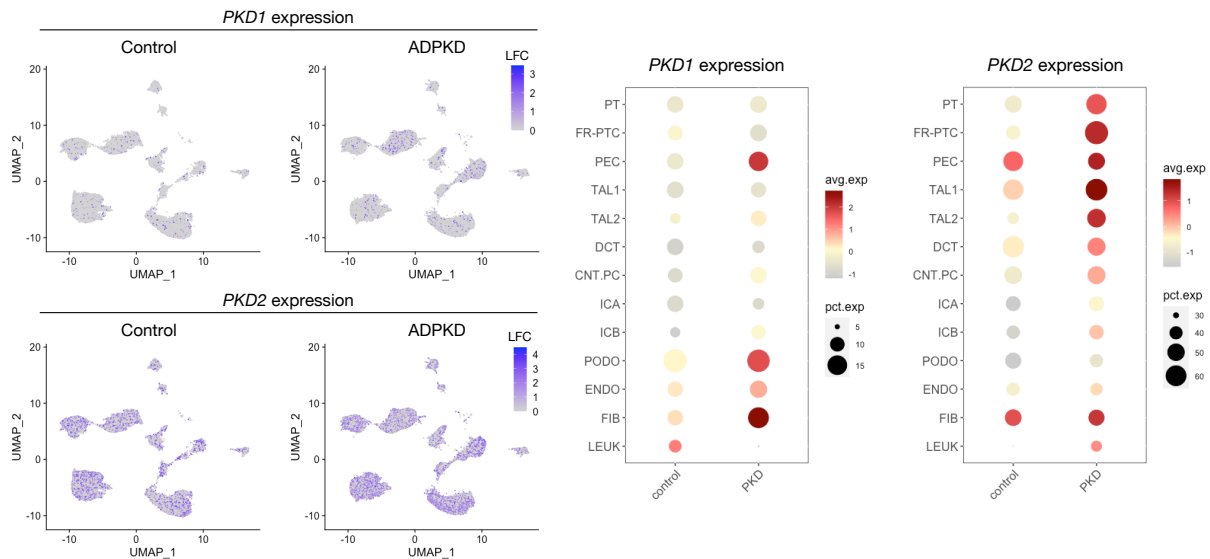 PKD1 expression
Control
ADPKD
LFC
3
2
1
0
UMAP_2
20
10
0
-10
-10
0
10
UMAP_1
-10
0
10
UMAP_1
20
10
0
-10
PKD2 expression
Control
ADPKD
LFC
4
3
2
1
0
UMAP_2
20
10
0
-10
-10
0
10
UMAP_1
20
10
0
-10
-10
0
10
UMAP_1
PKD1 expression
PT
FR-PTC
PEC
TAL1
TAL2
DCT
CNT.PC
ICA
ICB
PODO
ENDO
FIB
LEUK
control
PKD
avg.exp
2
1
0
-1
pct.exp
5
10
15
PKD2 expression
PT
FR-PTC
PEC
TAL1
TAL2
DCT
CNT.PC
ICA
ICB
PODO
ENDO
FIB
LEUK
control
PKD
avg.exp
1
0
-1
pct.exp
30
40
50
60